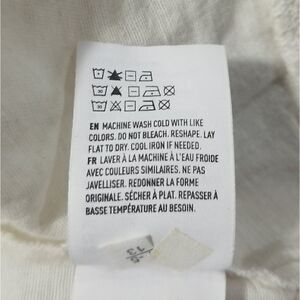 EN MACHINE WASH COLD WITH LIKE
COLORS. DO NOT BLEACH. RESHAPE. LAY
FLAT TO DRY. COOL IRON IF NEEDED.
FR LAVER À LA MACHINE À L'EAU FROIDE
AVEC COULEURS SIMILAIRES. NE PAS
JAVELLISER. REDONNER LA FORME
ORIGINALE. SÉCHER À PLAT. REPASSER À
BASSE TEMPÉRATURE AU BESOIN.